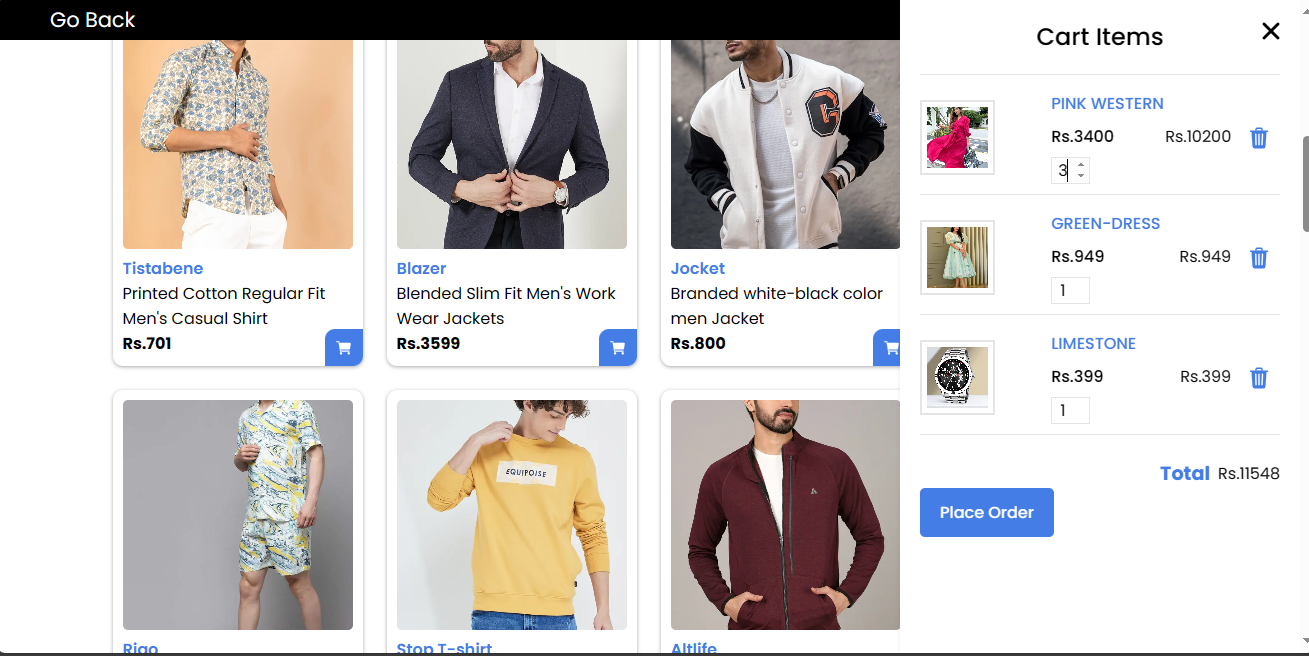 Go Back
Tistabene
Printed Cotton Regular Fit
Men's Casual Shirt
Rs.701
Blazer
Blended Slim Fit Men's Work
Wear Jackets
Rs.3599
Jocket
Branded white-black color
men Jacket
Rs.800
EQUIPOISE
Rigo
Stop T-shirt
Altlife
Cart Items
PINK WESTERN
Rs.3400 Rs.10200
3
GREEN-DRESS
Rs.949 Rs.949
1
LIMESTONE
Rs.399 Rs.399
1
Total Rs.11548
Place Order